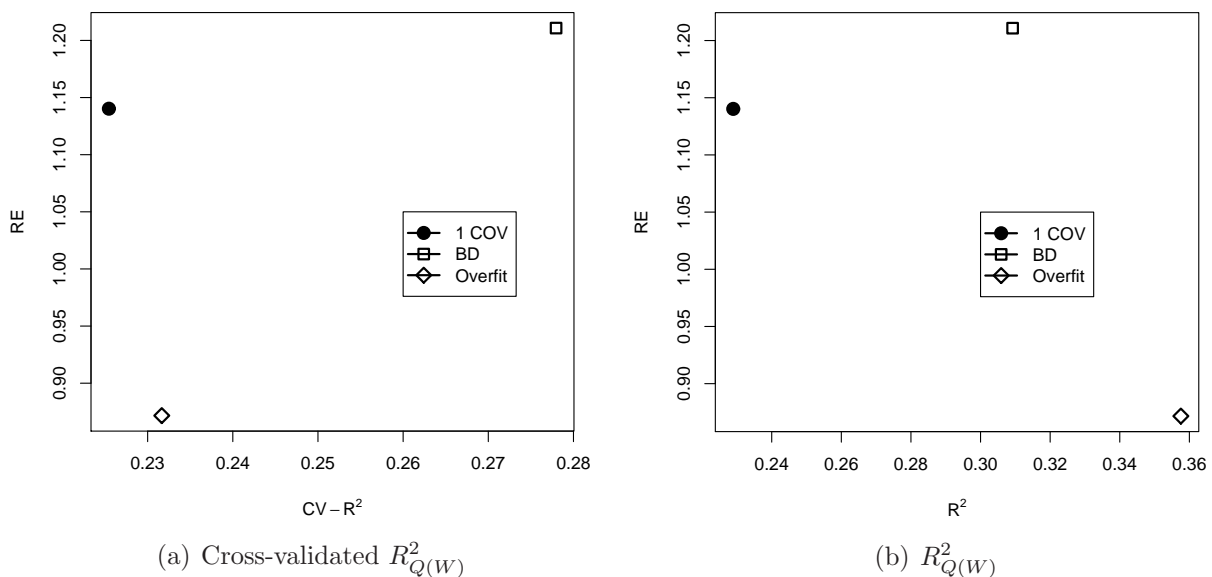 0.90 0.95 1.00 1.05 1.10 1.15 1.20
RE
1 COV
BD
Overfit
0.23 0.24 0.25 0.26 0.27 0.28
CV − R²
(a) Cross-validated R²_{Q(W)}
0.90 0.95 1.00 1.05 1.10 1.15 1.20
RE
1 COV
BD
Overfit
0.24 0.26 0.28 0.30 0.32 0.34 0.36
R²
(b) R²_{Q(W)}